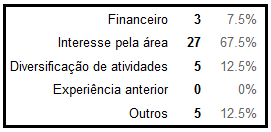 Financeiro 3 7.5%
Interesse pela área 27 67.5%
Diversificação de atividades 5 12.5%
Experiência anterior 0 0%
Outros 5 12.5%